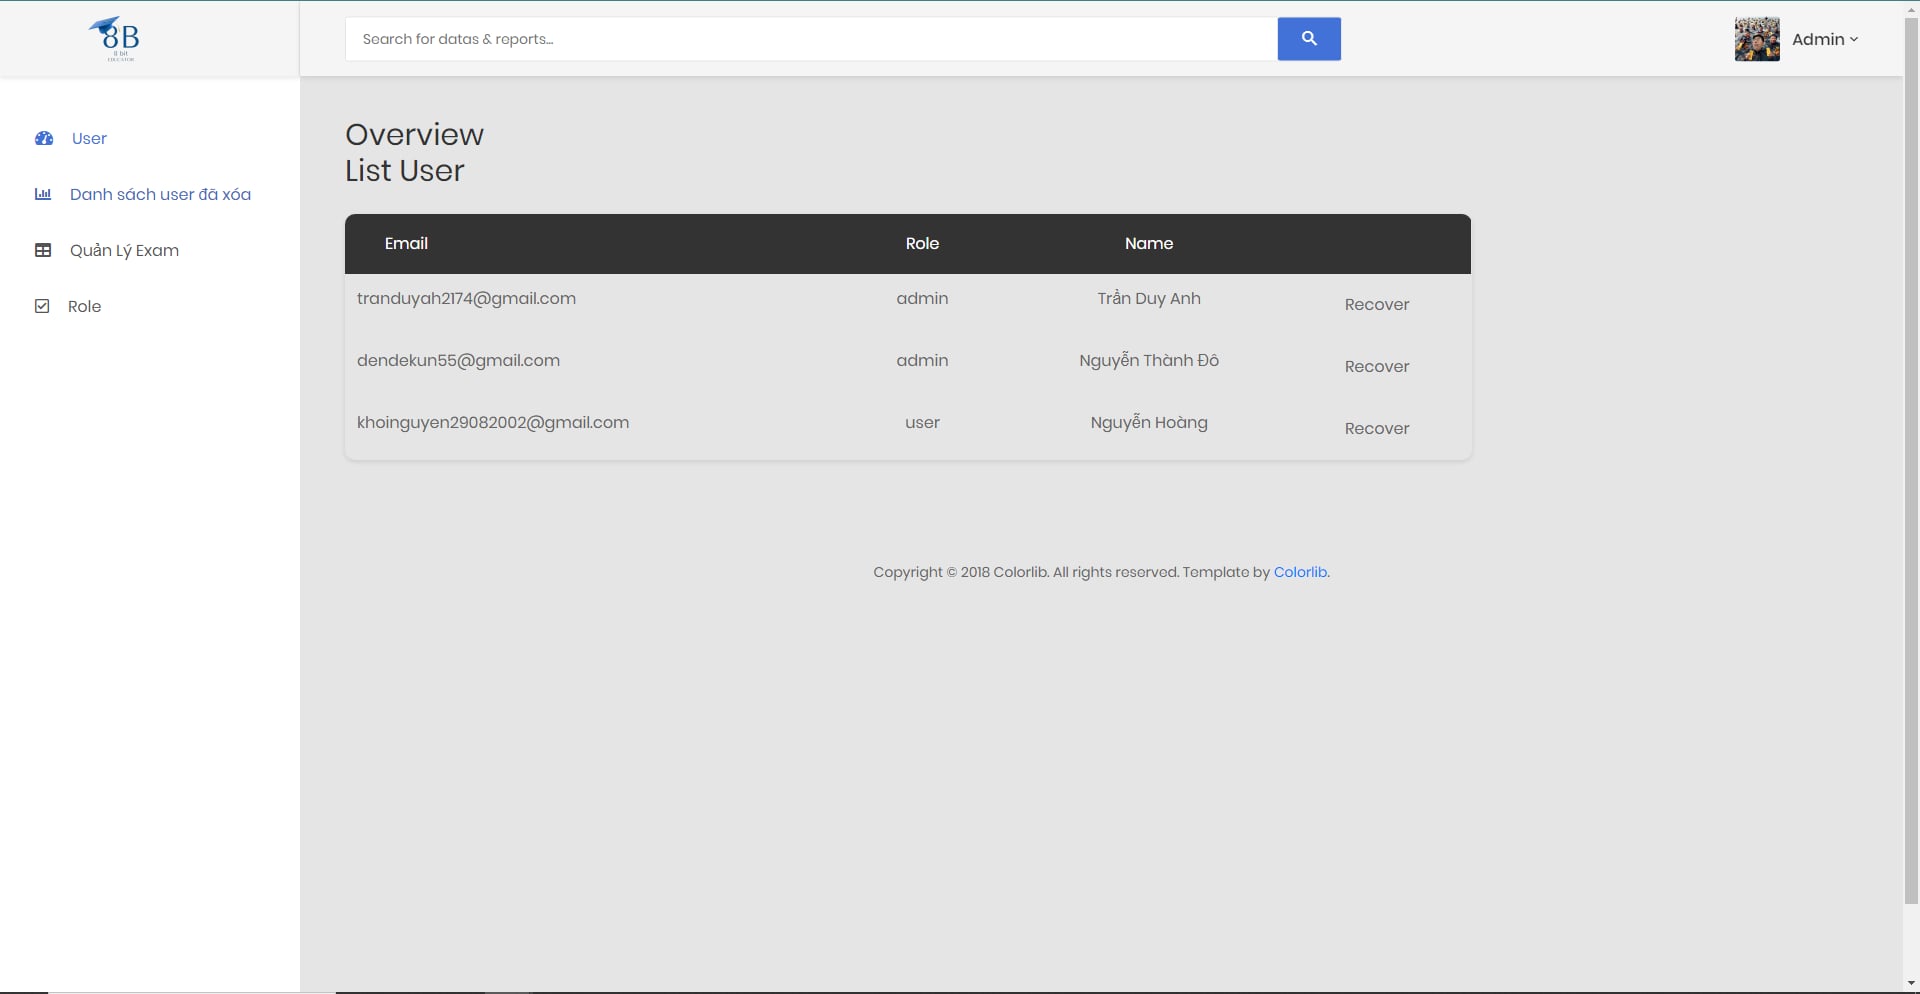 8B
8 bit
EDUCATOR
Search for datas & reports...
Admin
User
Danh sách user đã xóa
Quản Lý Exam
Role
Overview
List User
Email Role Name
tranduyah2174@gmail.com admin Trần Duy Anh Recover
dendekun55@gmail.com admin Nguyễn Thành Đô Recover
khoinguyen29082002@gmail.com user Nguyễn Hoàng Recover
Copyright © 2018 Colorlib. All rights reserved. Template by Colorlib.